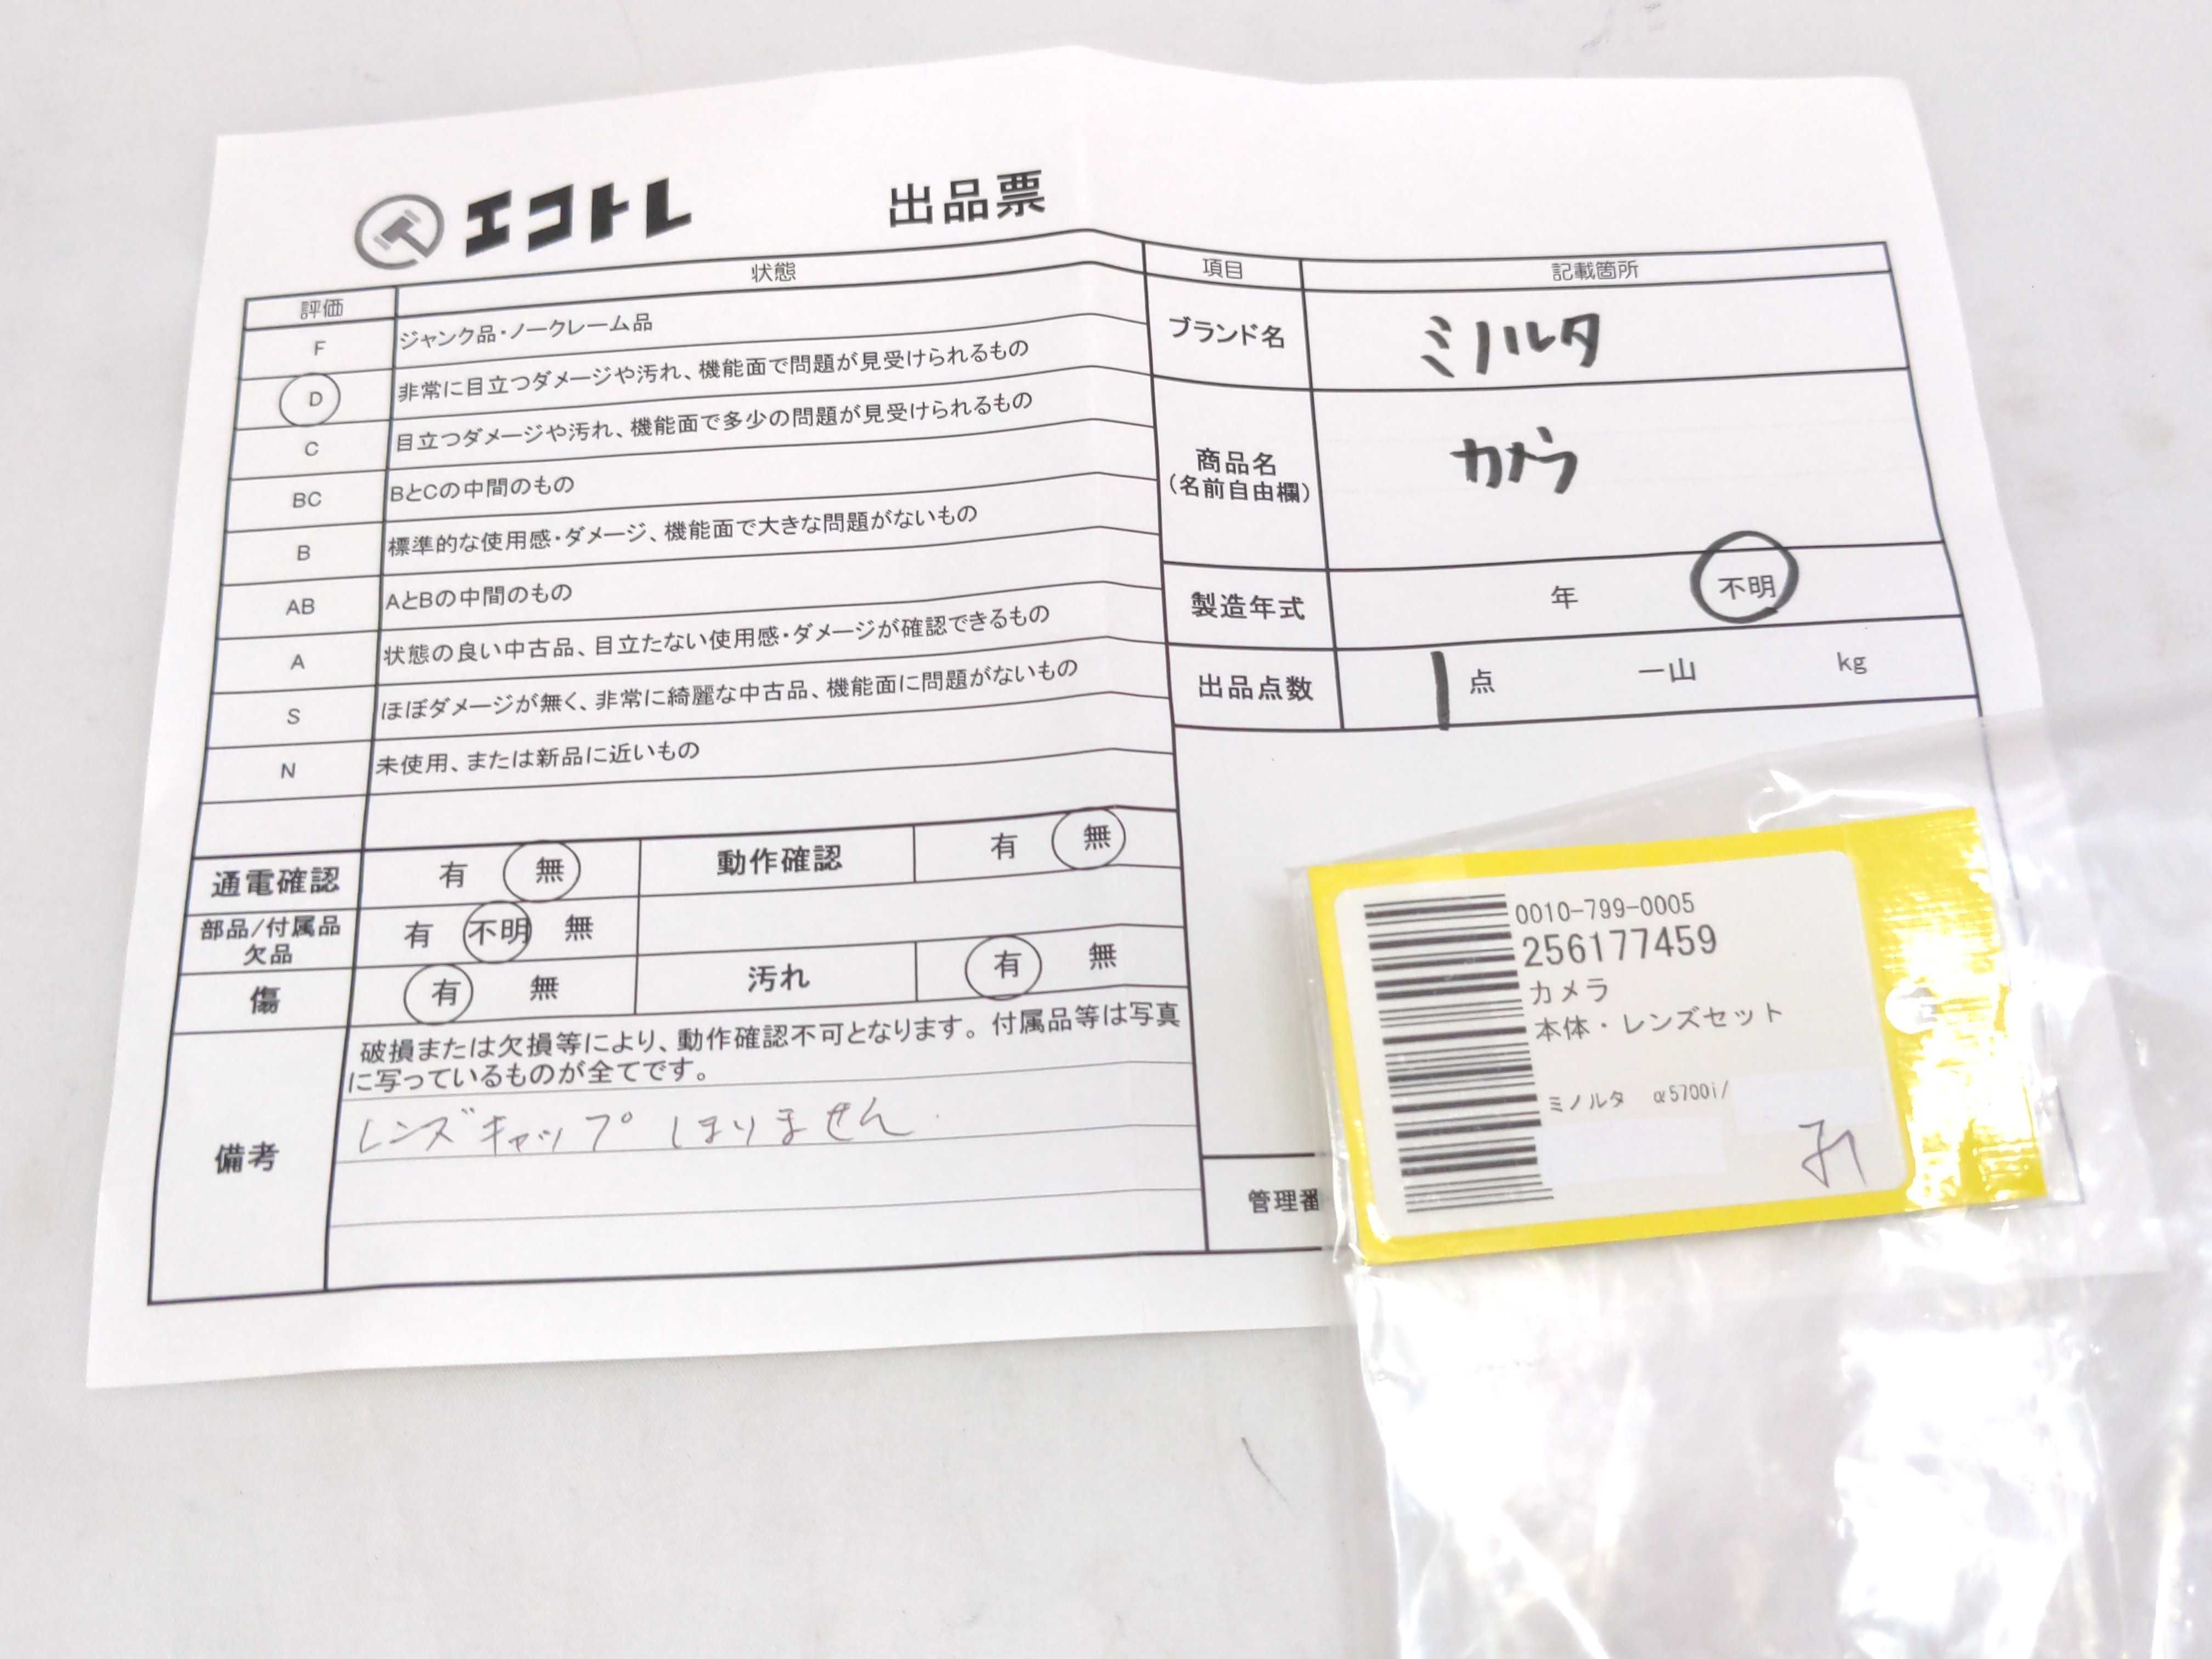 エコトレ 出品票
評価 状態
F ジャンク品・ノークレーム品
D 非常に目立つダメージや汚れ、機能面で問題が見受けられるもの
C 目立つダメージや汚れ、機能面で多少の問題が見受けられるもの
BC BとCの中間のもの
B 標準的な使用感・ダメージ、機能面で大きな問題がないもの
AB AとBの中間のもの
A 状態の良い中古品、目立たない使用感・ダメージが確認できるもの
S ほぼダメージが無く、非常に綺麗な中古品、機能面に問題がないもの
N 未使用、または新品に近いもの
通電確認 有 無 動作確認 有 無
部品/付属品
欠品 有 不明 無
傷 有 無 汚れ 有 無
備考
破損または欠損等により、動作確認不可となります。付属品等は写真
に写っているものが全てです。
レンズキャップしまりません
項目 記載箇所
ブランド名 ミノルタ
商品名
(名前自由欄) カメラ
製造年式 年 不明
出品点数 1 点 一山 kg
管理番
0010-799-0005
256177459
カメラ
本体・レンズセット
ミノルタ α5700i/